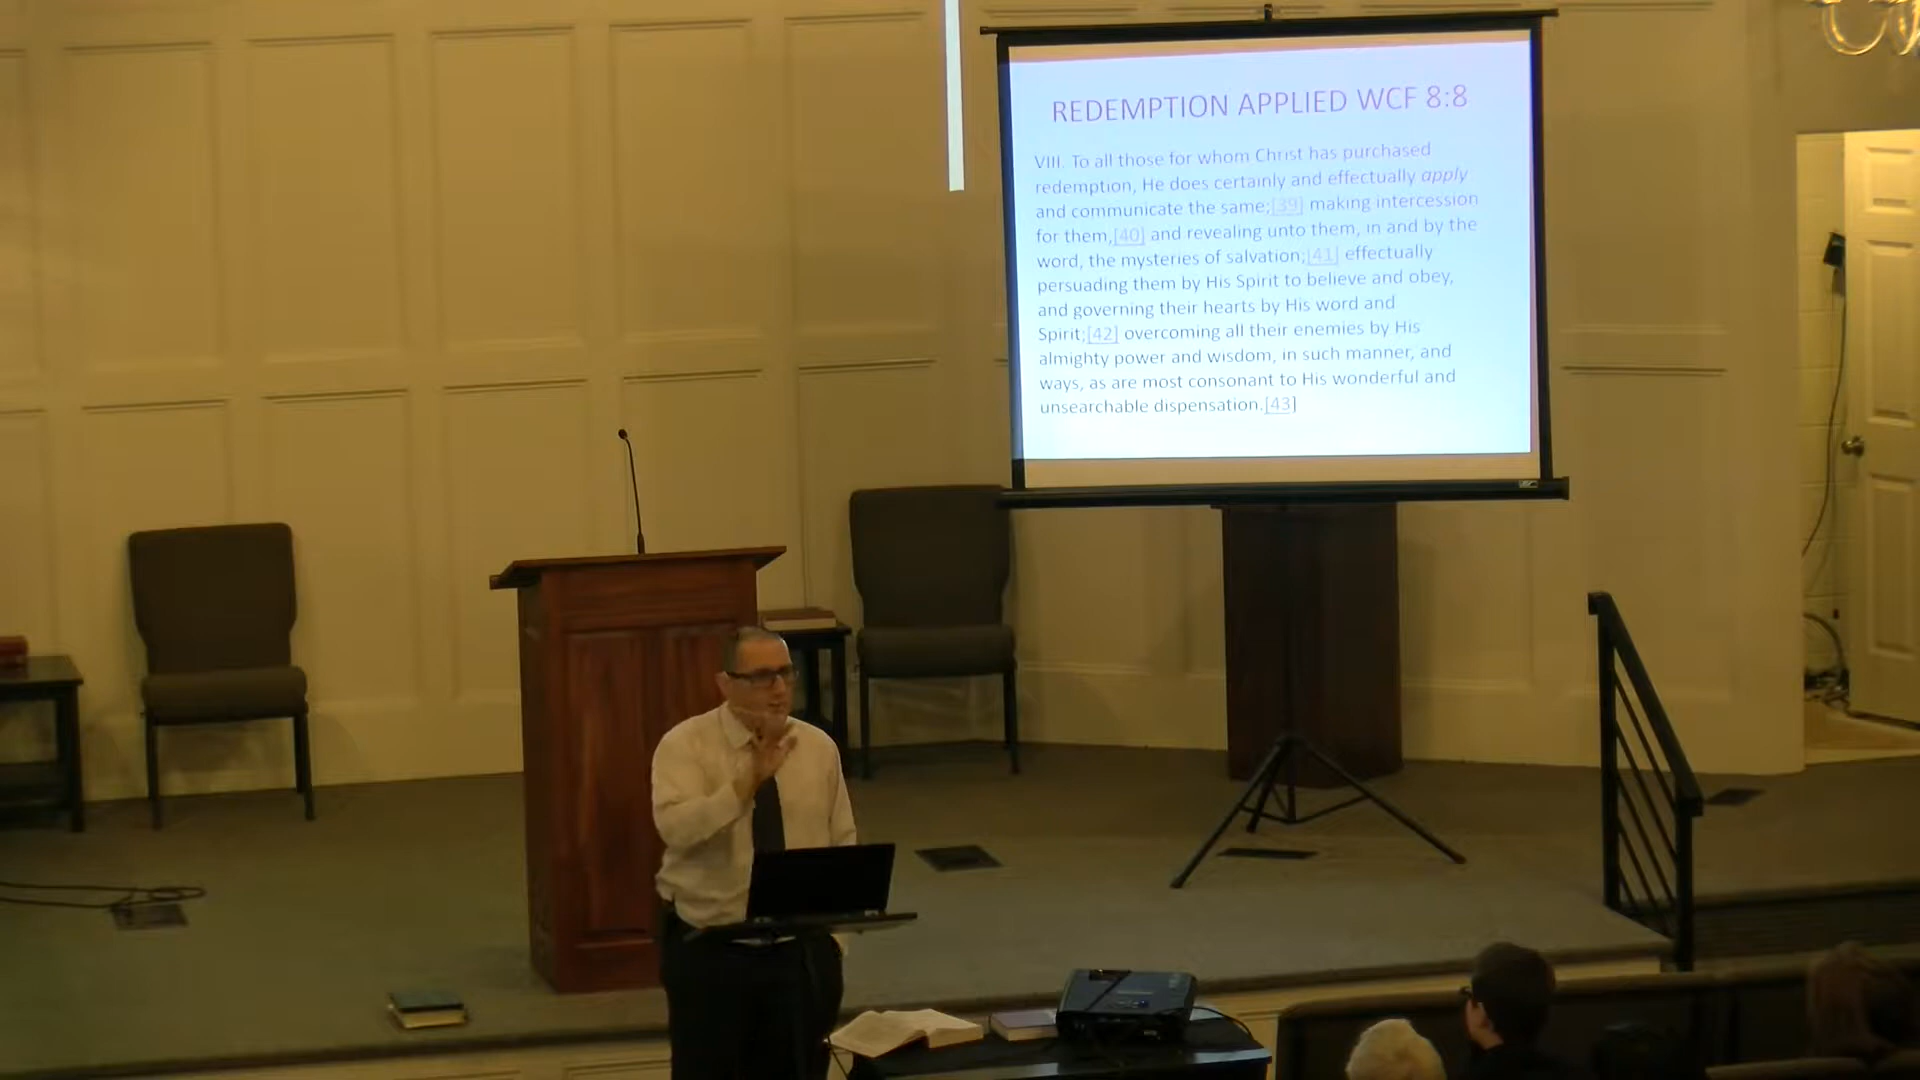 REDEMPTION APPLIED WCF 8:8
VIII. To all those for whom Christ has purchased
redemption, He does certainly and effectually apply
and communicate the same;[39] making intercession
for them,[40] and revealing unto them, in and by the
word, the mysteries of salvation;[41] effectually
persuading them by His Spirit to believe and obey,
and governing their hearts by His word and
Spirit;[42] overcoming all their enemies by His
almighty power and wisdom, in such manner, and
ways, as are most consonant to His wonderful and
unsearchable dispensation.[43]